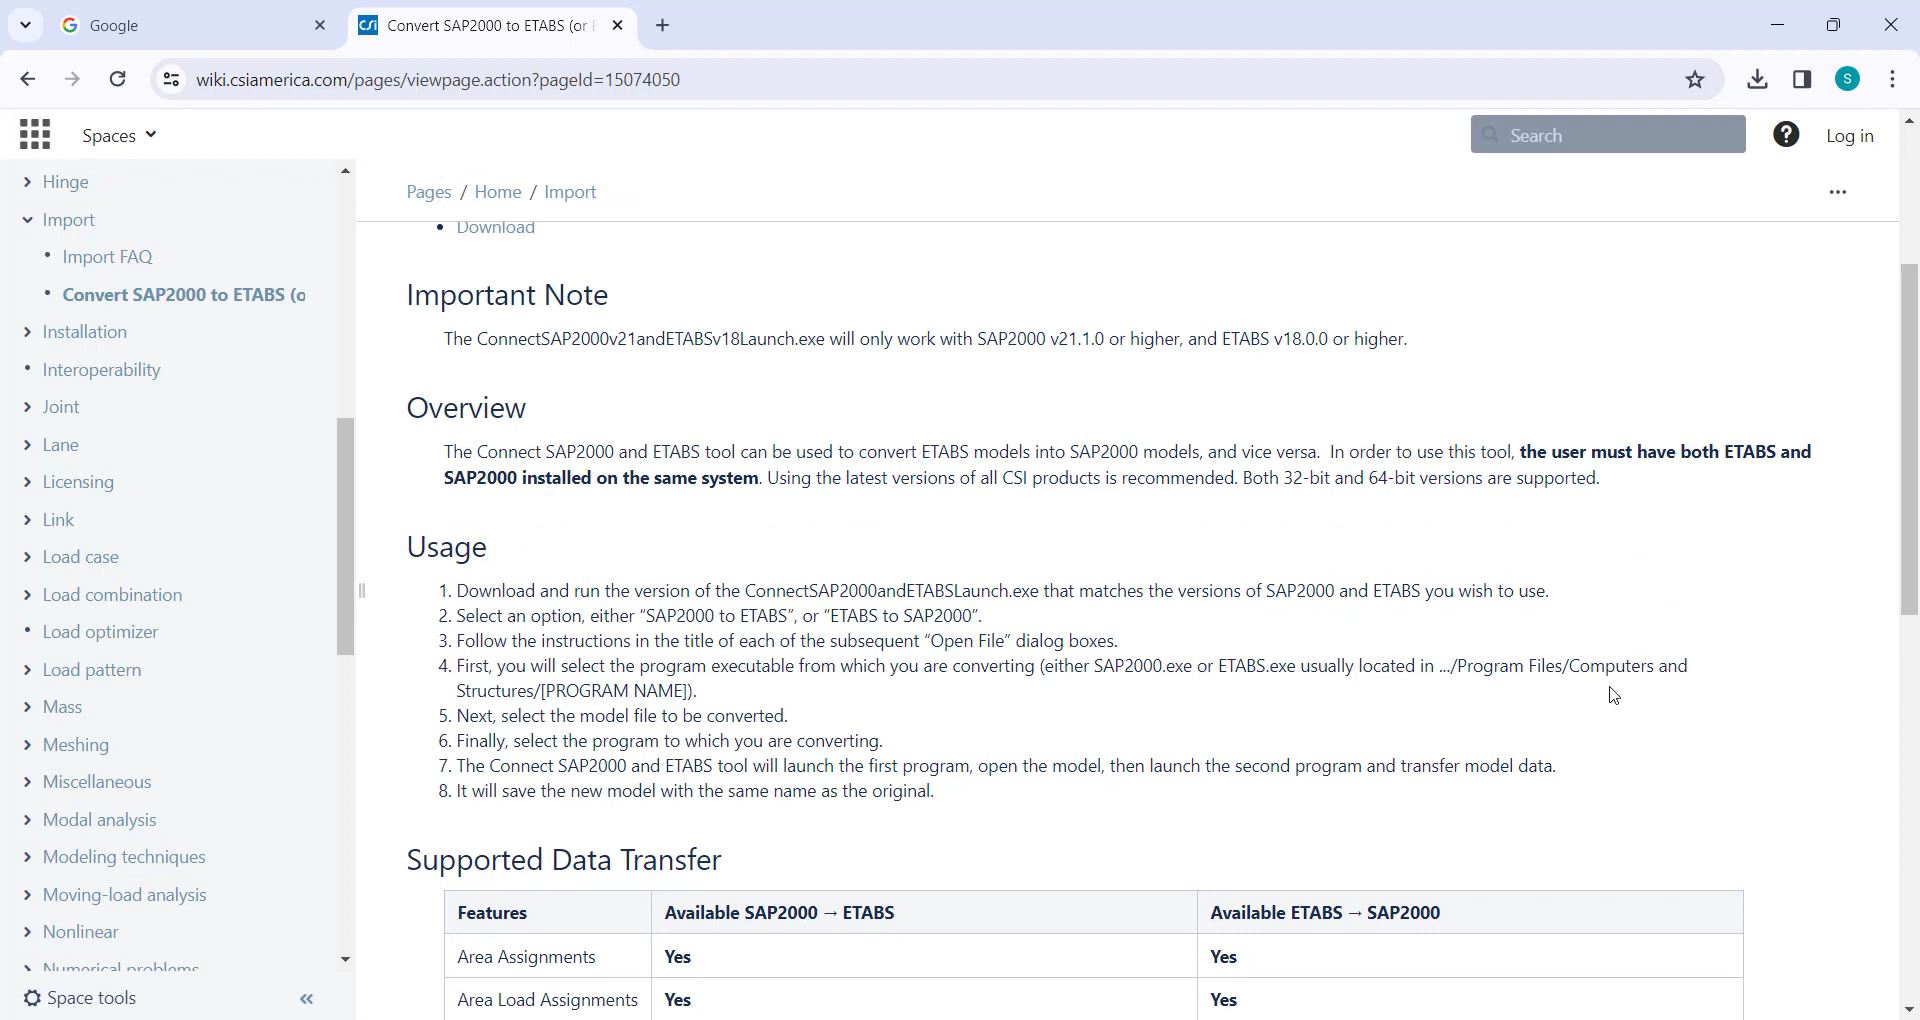 Google
Convert SAP2000 to ETABS (or
wiki.csiamerica.com/pages/viewpage.action?pageId=15074050
S
Spaces
Search
Log in
Hinge
Import
Import FAQ
Convert SAP2000 to ETABS (o
Installation
Interoperability
Joint
Lane
Licensing
Link
Load case
Load combination
Load optimizer
Load pattern
Mass
Meshing
Miscellaneous
Modal analysis
Modeling techniques
Moving-load analysis
Nonlinear
Numerical problems
Space tools
Pages / Home / Import
• Download
Important Note
The ConnectSAP2000v21andETABSv18Launch.exe will only work with SAP2000 v21.1.0 or higher, and ETABS v18.0.0 or higher.
Overview
The Connect SAP2000 and ETABS tool can be used to convert ETABS models into SAP2000 models, and vice versa. In order to use this tool, the user must have both ETABS and
SAP2000 installed on the same system. Using the latest versions of all CSI products is recommended. Both 32-bit and 64-bit versions are supported.
Usage
1. Download and run the version of the ConnectSAP2000andETABSLaunch.exe that matches the versions of SAP2000 and ETABS you wish to use.
2. Select an option, either “SAP2000 to ETABS”, or “ETABS to SAP2000”.
3. Follow the instructions in the title of each of the subsequent “Open File” dialog boxes.
4. First, you will select the program executable from which you are converting (either SAP2000.exe or ETABS.exe usually located in .../Program Files/Computers and
Structures/[PROGRAM NAME]).
5. Next, select the model file to be converted.
6. Finally, select the program to which you are converting.
7. The Connect SAP2000 and ETABS tool will launch the first program, open the model, then launch the second program and transfer model data.
8. It will save the new model with the same name as the original.
Supported Data Transfer
Features Available SAP2000 → ETABS Available ETABS → SAP2000
Area Assignments Yes Yes
Area Load Assignments Yes Yes